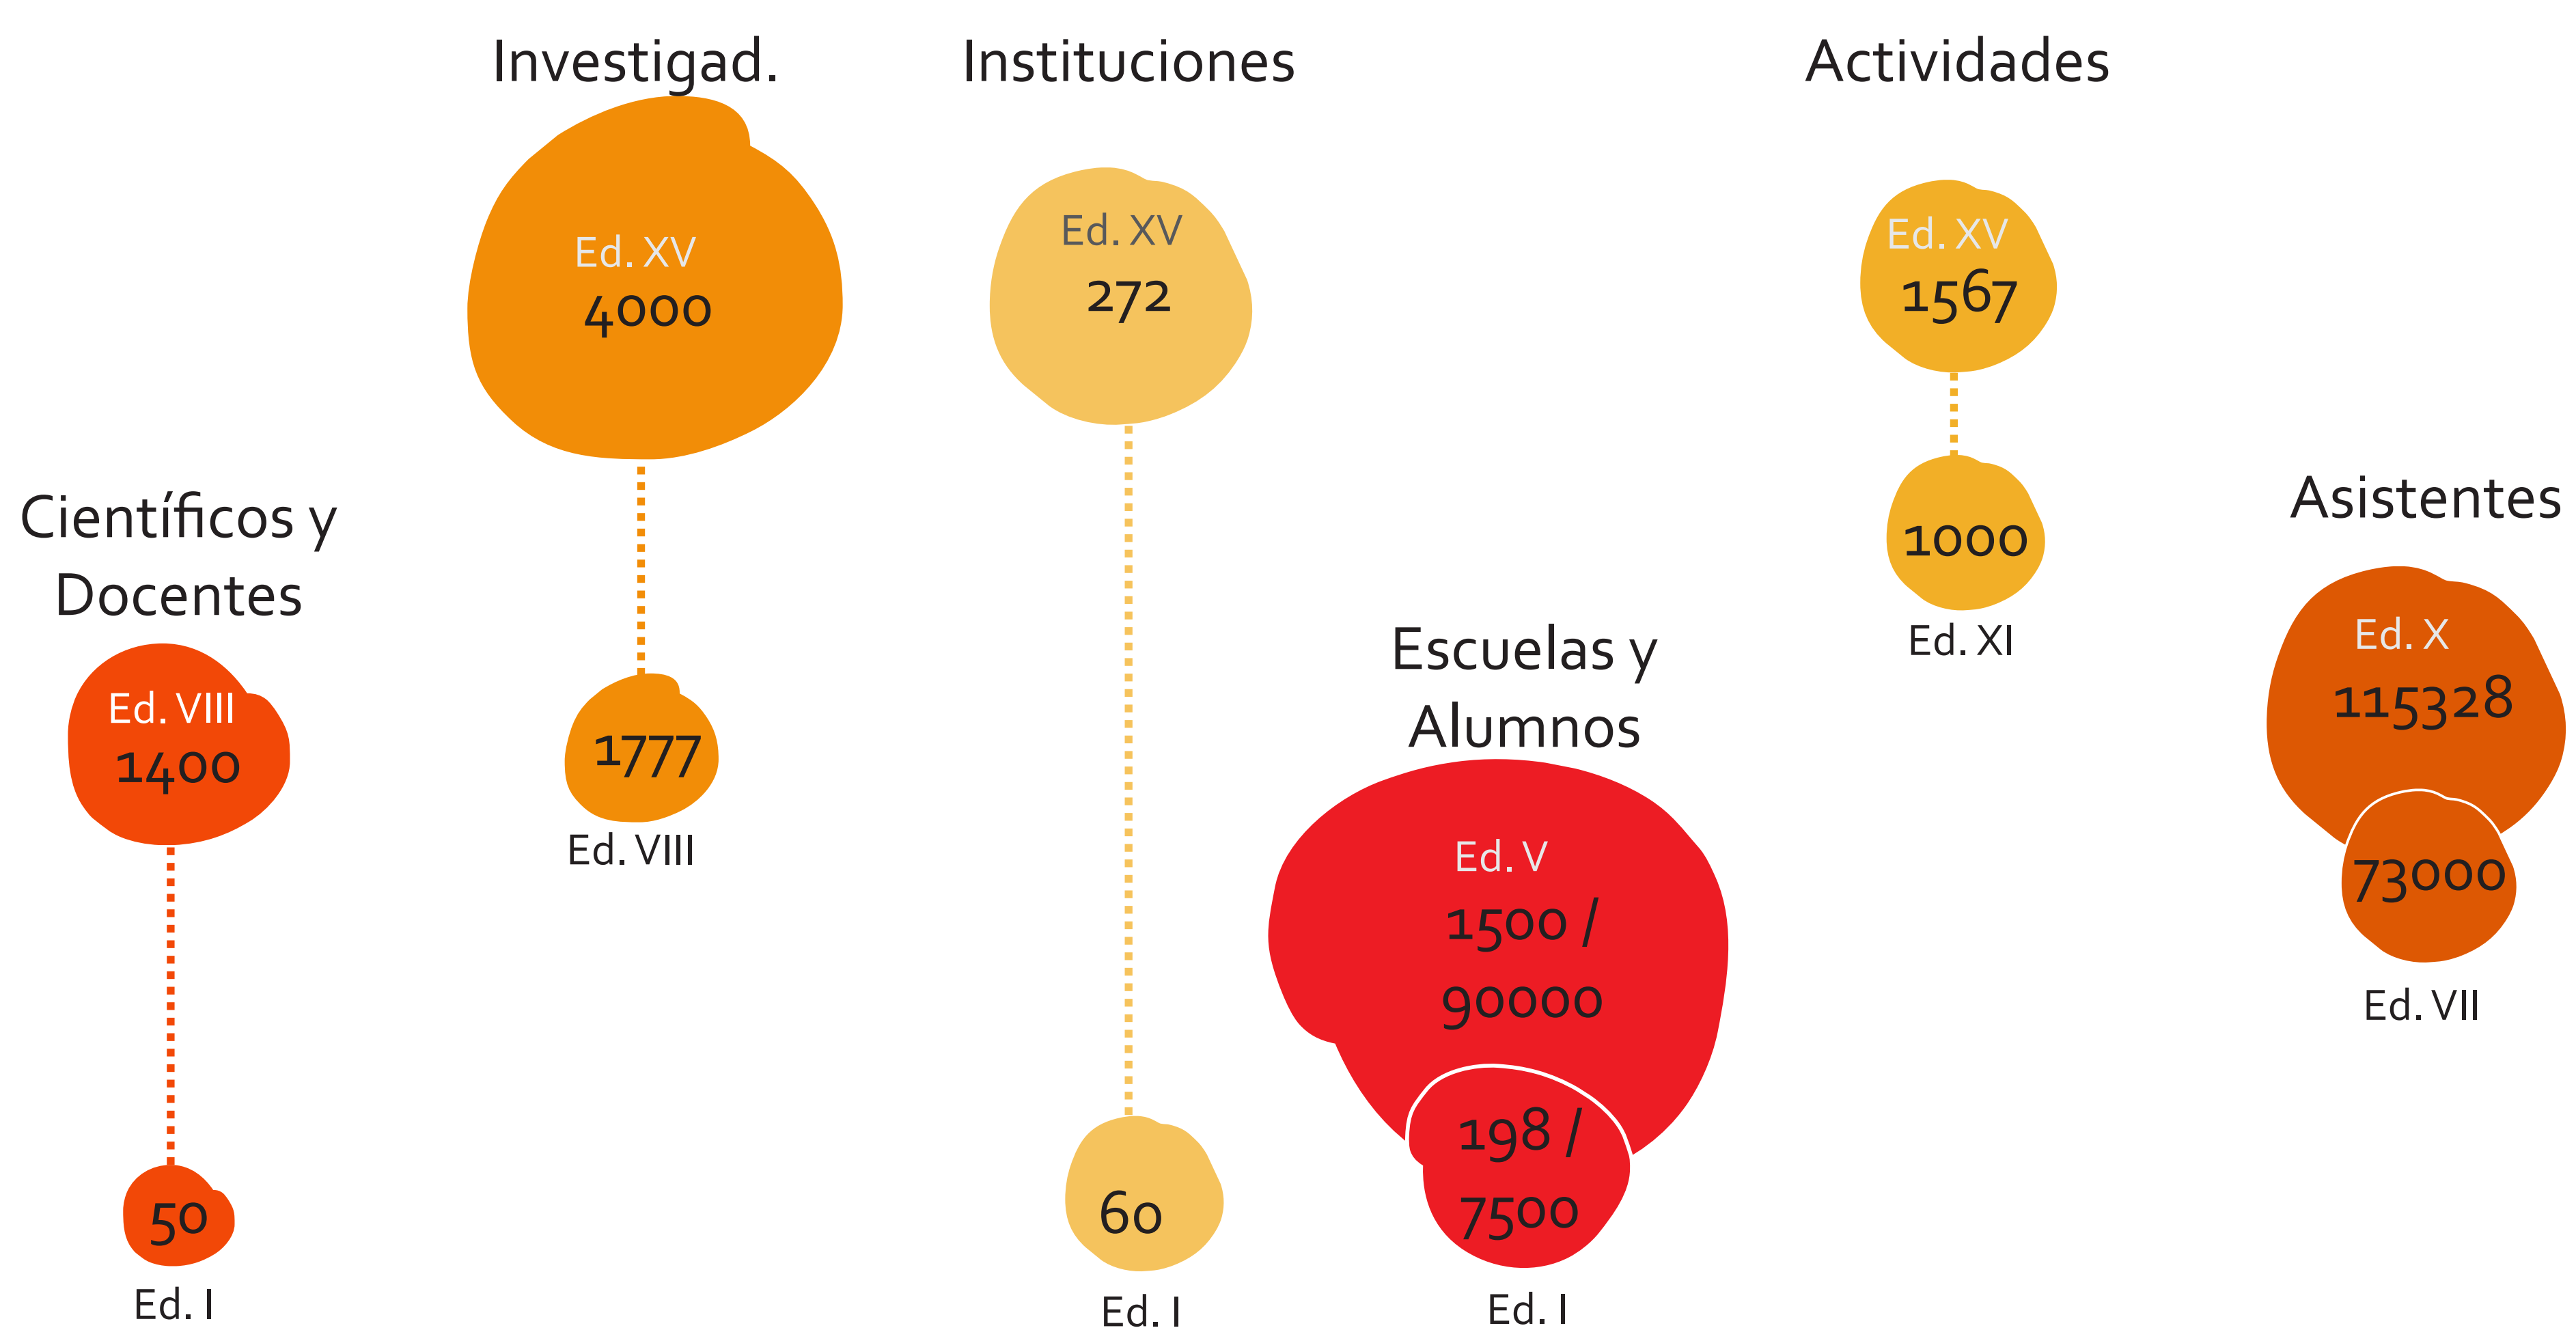 Científicos y
Docentes
Ed. VIII
1400
50
Ed. I
Investigad.
Ed. XV
4000
1777
Ed. VIII
Instituciones
Ed. XV
272
60
Ed. I
Escuelas y
Alumnos
Ed. V
1500 /
90000
198 /
7500
Ed. I
Actividades
Ed. XV
1567
1000
Ed. XI
Asistentes
Ed. X
115328
73000
Ed. VII